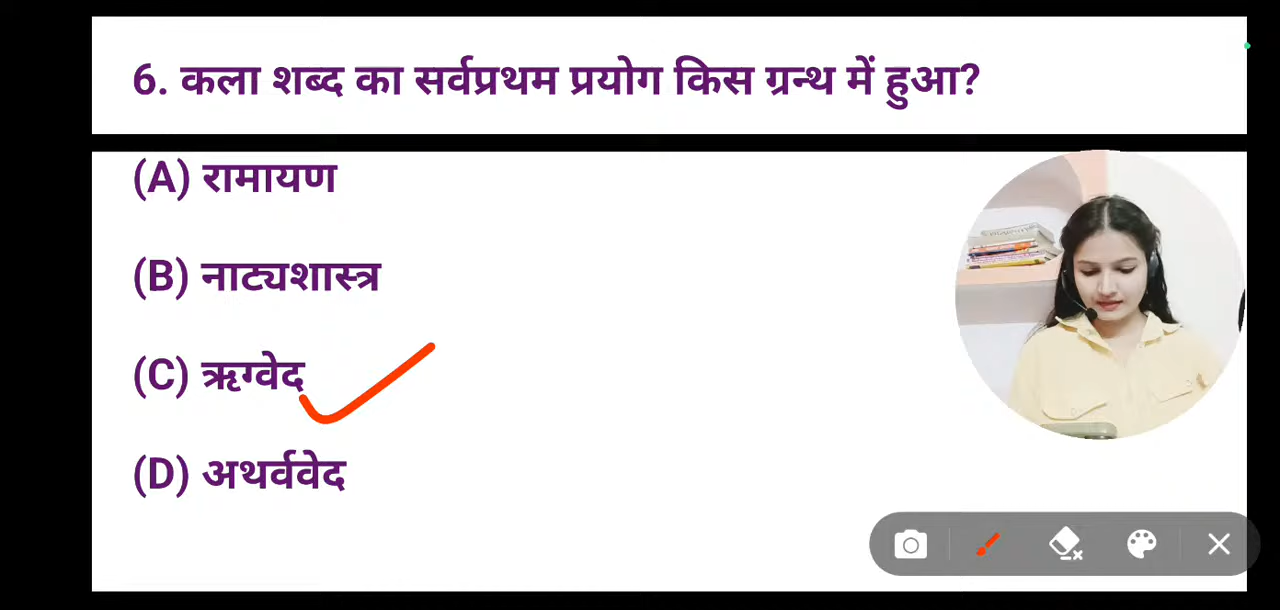 6. कला शब्द का सर्वप्रथम प्रयोग किस ग्रन्थ में हुआ?
(A) रामायण
(B) नाट्यशास्त्र
(C) ऋग्वेद
(D) अथर्ववेद